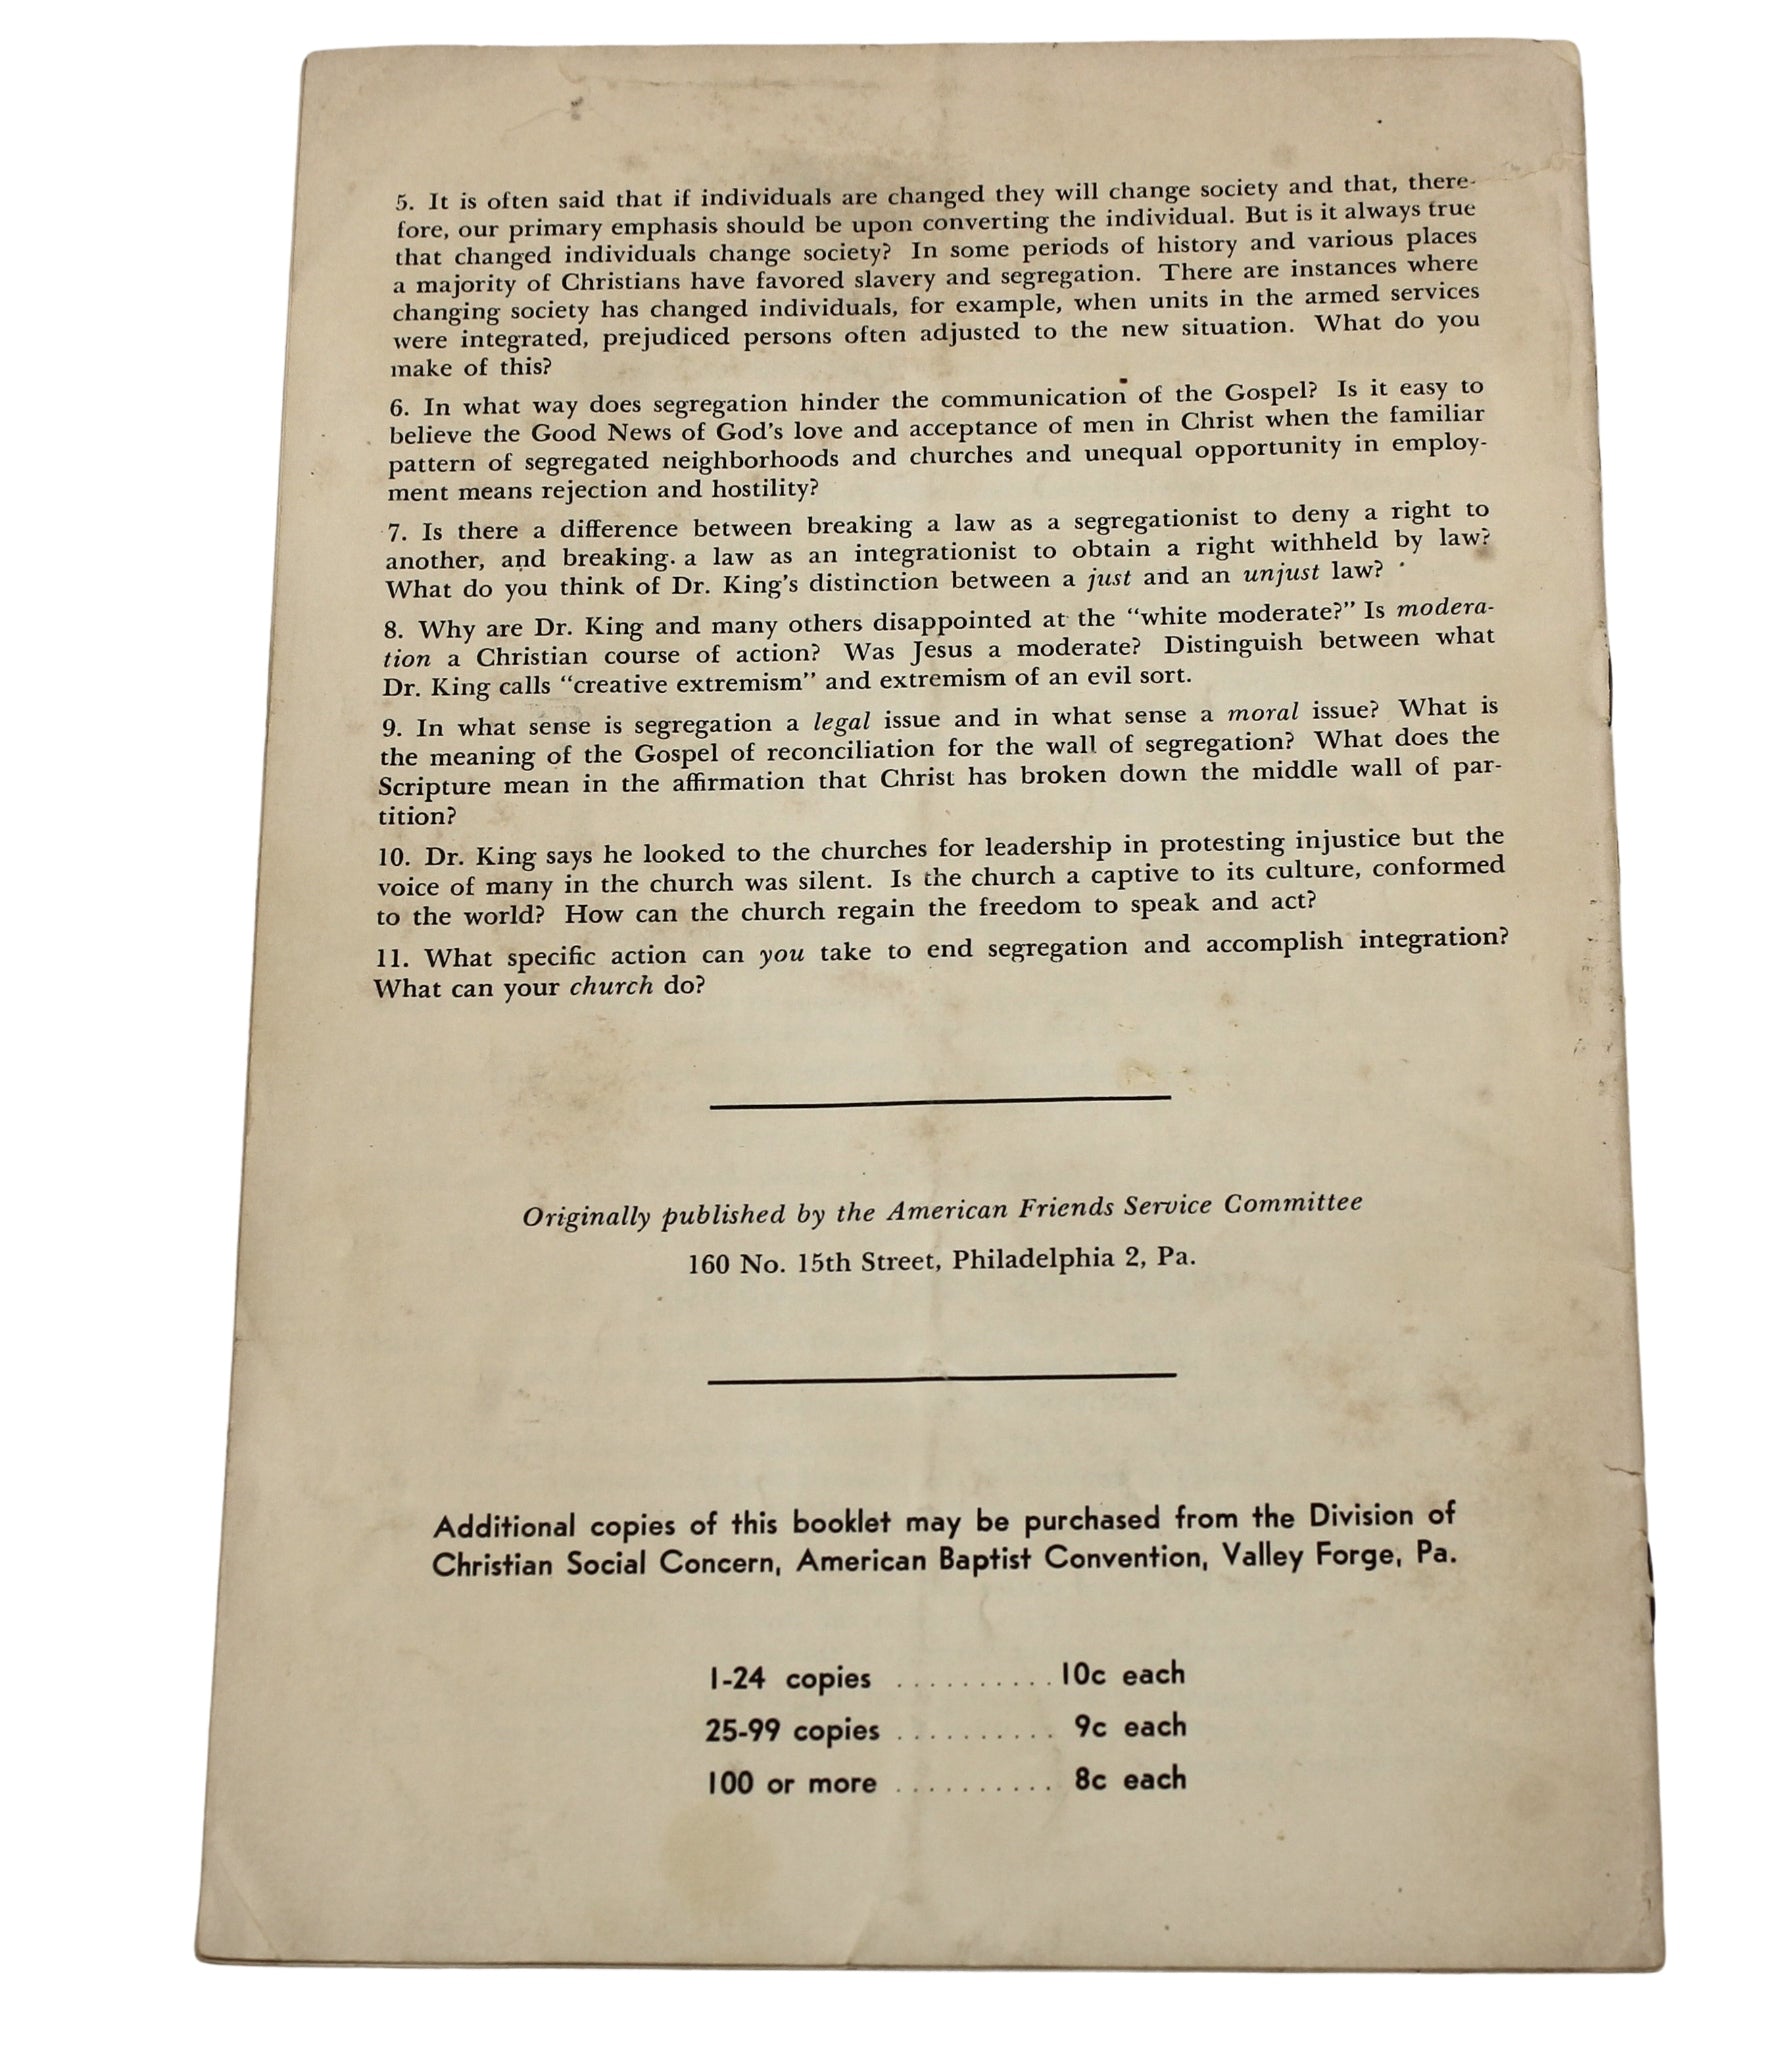 5. It is often said that if individuals are changed they will change society and that, there-
fore, our primary emphasis should be upon converting the individual. But is it always true
that changed individuals change society? In some periods of history and various places
a majority of Christians have favored slavery and segregation. There are instances where
changing society has changed individuals, for example, when units in the armed services
were integrated, prejudiced persons often adjusted to the new situation. What do you
make of this?
6. In what way does segregation hinder the communication of the Gospel? Is it easy to
believe the Good News of God's love and acceptance of men in Christ when the familiar
pattern of segregated neighborhoods and churches and unequal opportunity in employ-
ment means rejection and hostility?
7. Is there a difference between breaking a law as a segregationist to deny a right to
another, and breaking. a law as an integrationist to obtain a right withheld by law?
What do you think of Dr. King's distinction between a just and an unjust law?
8. Why are Dr. King and many others disappointed at the "white moderate?" Is modera-
tion a Christian course of action? Was Jesus a moderate? Distinguish between what
Dr. King calls "creative extremism" and extremism of an evil sort.
9. In what sense is segregation a legal issue and in what sense a moral issue? What is
the meaning of the Gospel of reconciliation for the wall of segregation? What does the
Scripture mean in the affirmation that Christ has broken down the middle wall of par-
tition?
10. Dr. King says he looked to the churches for leadership in protesting injustice but the
voice of many in the church was silent. Is the church a captive to its culture, conformed
to the world? How can the church regain the freedom to speak and act?
11. What specific action can you take to end segregation and accomplish integration?
What can your church do?
Originally published by the American Friends Service Committee
160 No. 15th Street, Philadelphia 2, Pa.
Additional copies of this booklet may be purchased from the Division of
Christian Social Concern, American Baptist Convention, Valley Forge, Pa.
1-24 copies .......... 10c each
25-99 copies .......... 9c each
100 or more .......... 8c each